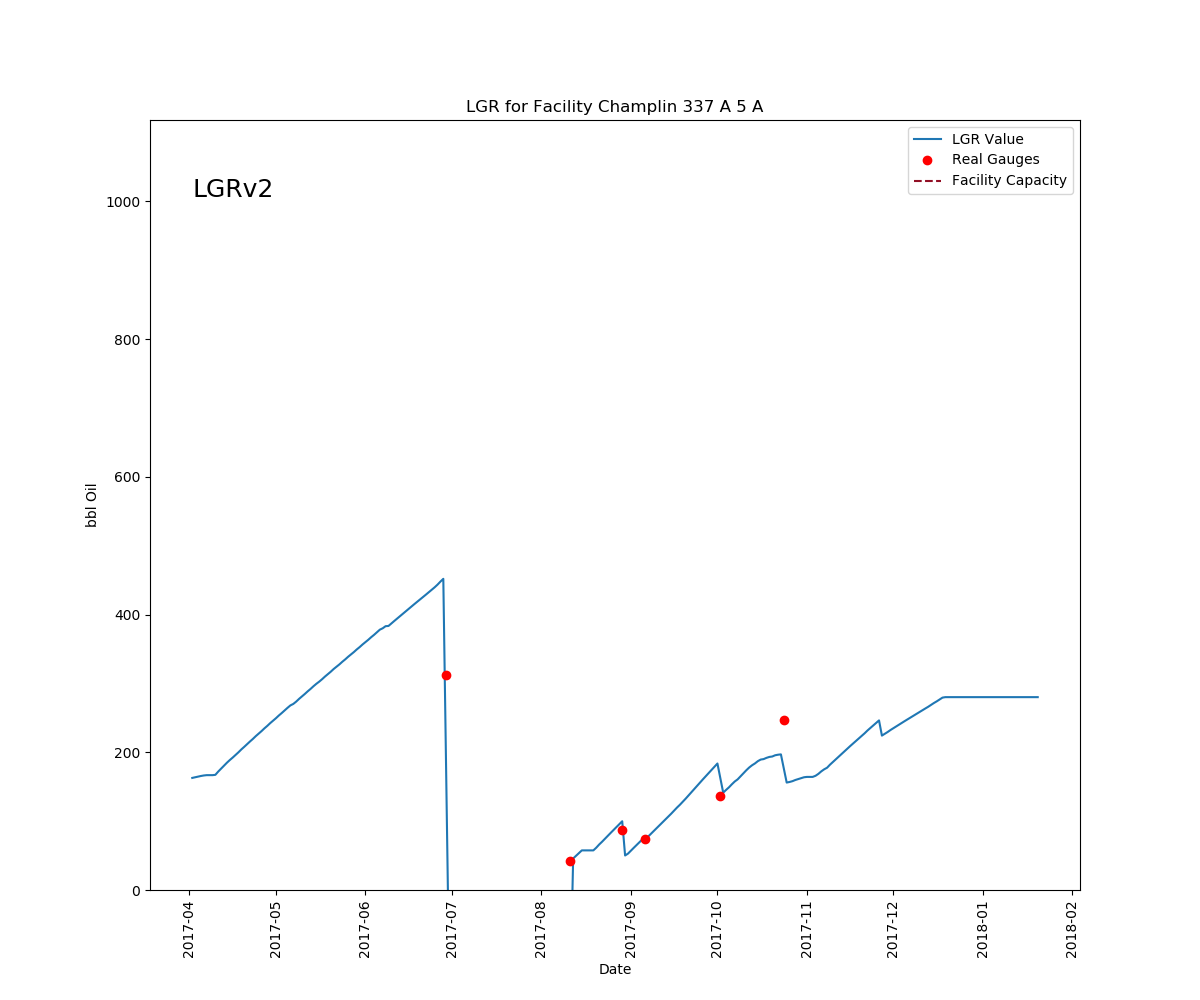 LGR for Facility Champlin 337 A 5 A
LGRv2
LGR Value
Real Gauges
Facility Capacity
bbl Oil
1000
800
600
400
200
0
2017-04
2017-05
2017-06
2017-07
2017-08
2017-09
2017-10
2017-11
2017-12
2018-01
2018-02
Date